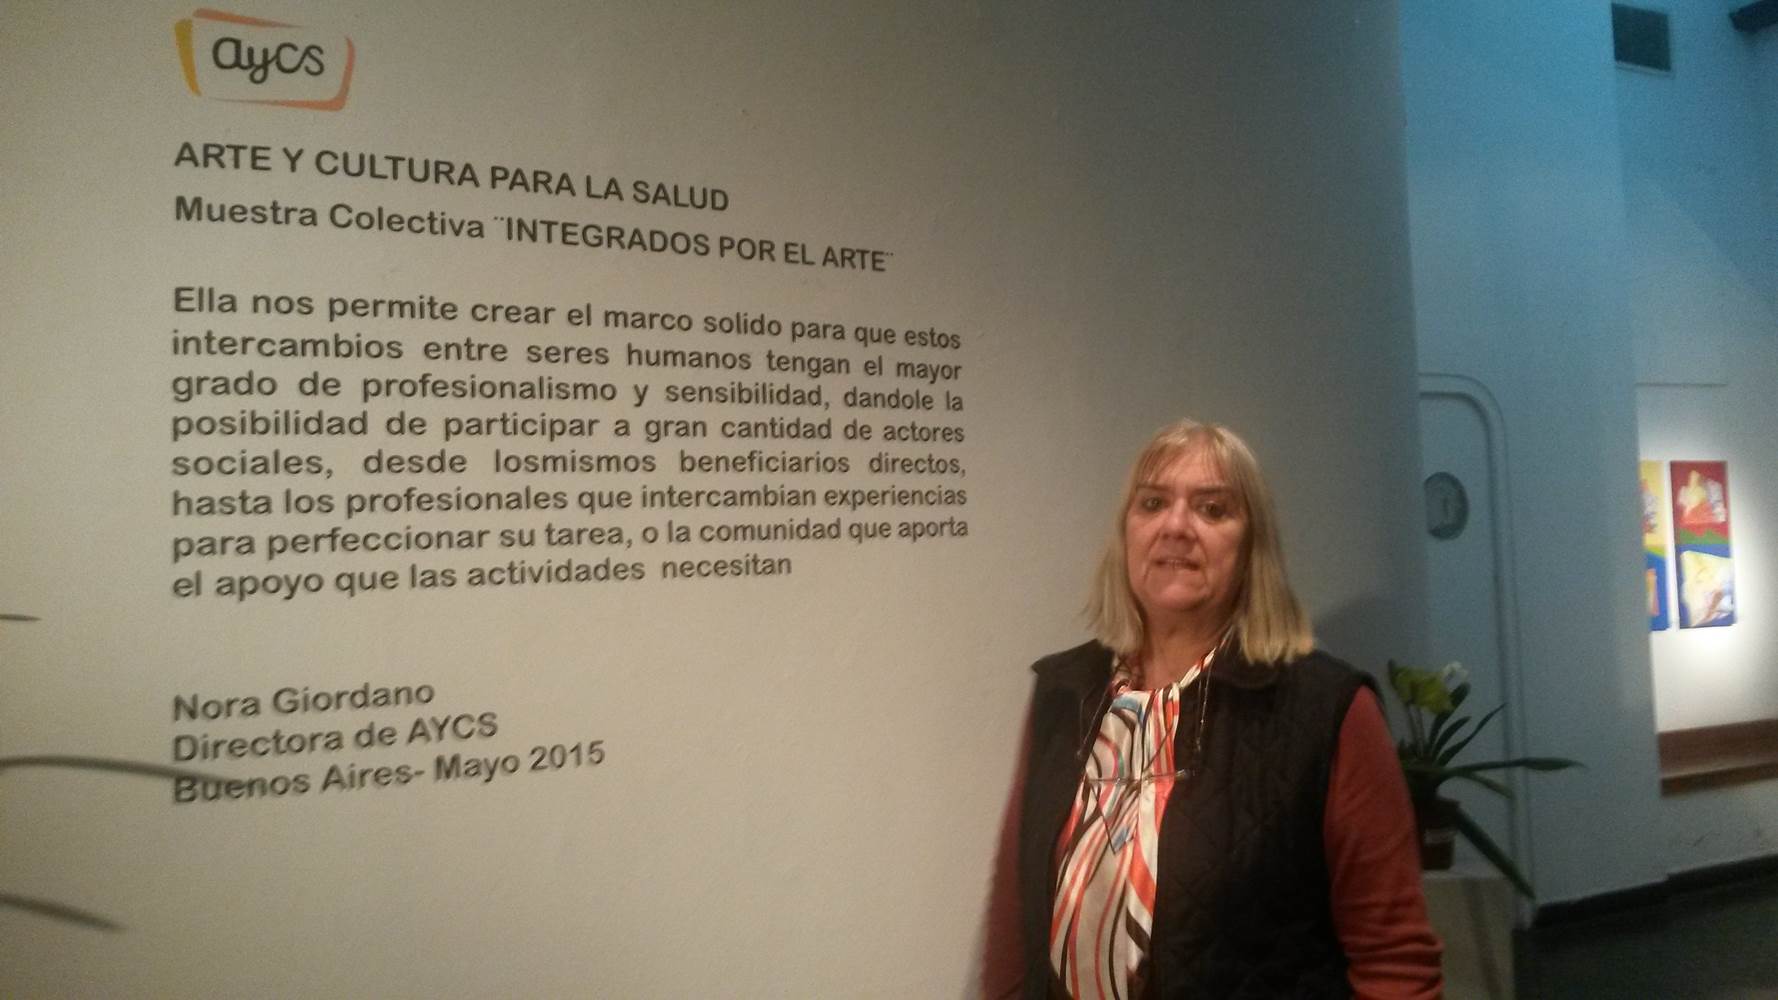 aycs
ARTE Y CULTURA PARA LA SALUD
Muestra Colectiva ¨INTEGRADOS POR EL ARTE¨
Ella nos permite crear el marco solido para que estos
intercambios entre seres humanos tengan el mayor
grado de profesionalismo y sensibilidad, dandole la
posibilidad de participar a gran cantidad de actores
sociales, desde losmismos beneficiarios directos,
hasta los profesionales que intercambian experiencias
para perfeccionar su tarea, o la comunidad que aporta
el apoyo que las actividades necesitan
Nora Giordano
Directora de AYCS
Buenos Aires- Mayo 2015